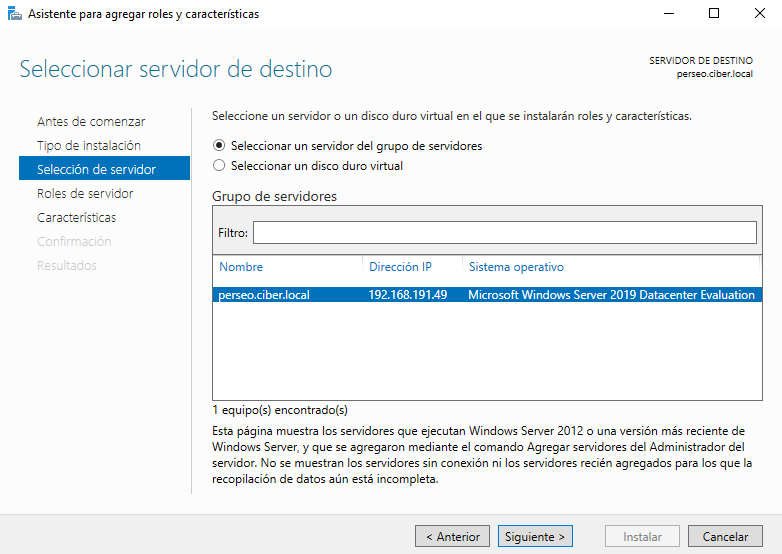 Asistente para agregar roles y características
Seleccionar servidor de destino
SERVIDOR DE DESTINO
perseo.ciber.local
Antes de comenzar
Tipo de instalación
Selección de servidor
Roles de servidor
Características
Confirmación
Resultados
Seleccione un servidor o un disco duro virtual en el que se instalarán roles y características.
Seleccionar un servidor del grupo de servidores
Seleccionar un disco duro virtual
Grupo de servidores
Filtro:
Nombre Dirección IP Sistema operativo
perseo.ciber.local 192.168.191.49 Microsoft Windows Server 2019 Datacenter Evaluation
1 equipo(s) encontrado(s)
Esta página muestra los servidores que ejecutan Windows Server 2012 o una versión más reciente de
Windows Server, y que se agregaron mediante el comando Agregar servidores del Administrador del
servidor. No se muestran los servidores sin conexión ni los servidores recién agregados para los que la
recopilación de datos aún está incompleta.
< Anterior Siguiente > Instalar Cancelar